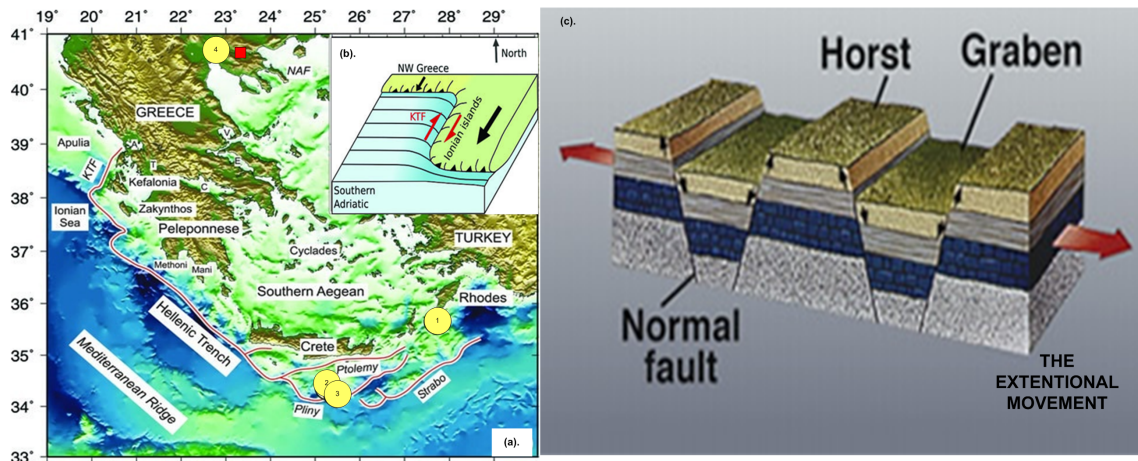 19° 20° 21° 22° 23° 24° 25° 26° 27° 28° 29°
41°
40°
39°
38°
37°
36°
35°
34°
33°
4
NAF
GREECE
V
Apulia
A
E
KTF
T
Kefalonia
C
Zakynthos
Ionian
Sea
Peleponnese
TURKEY
Cyclades
Methoni
Mani
Southern Aegean
Rhodes
1
Hellenic Trench
Crete
Ptolemy
Mediterranean Ridge
2
3
Pliny
Strabo
(a).
(b).
North
NW Greece
KTF
Ionian Islands
Southern
Adriatic
(c).
Horst
Graben
Normal
fault
THE
EXTENTIONAL
MOVEMENT